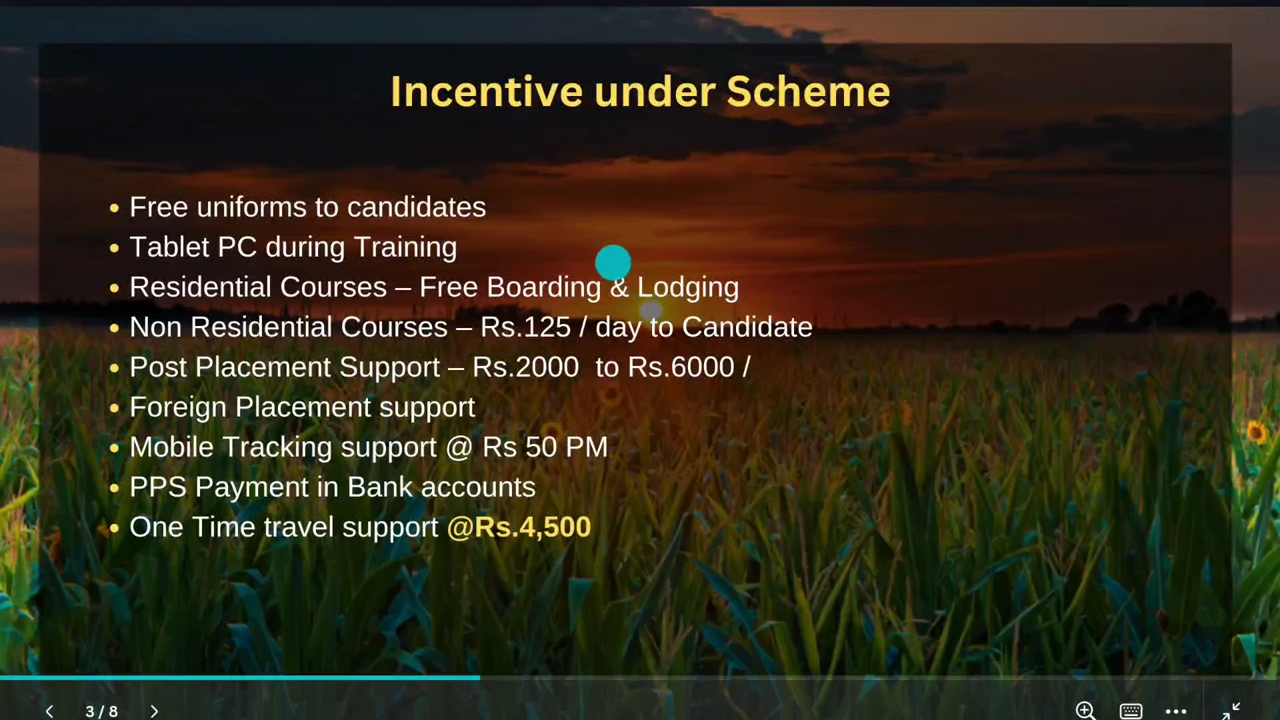 Incentive under Scheme
• Free uniforms to candidates
• Tablet PC during Training
• Residential Courses – Free Boarding & Lodging
• Non Residential Courses – Rs.125 / day to Candidate
• Post Placement Support – Rs.2000  to Rs.6000 /
• Foreign Placement support
• Mobile Tracking support @ Rs 50 PM
• PPS Payment in Bank accounts
• One Time travel support @Rs.4,500
3 / 8